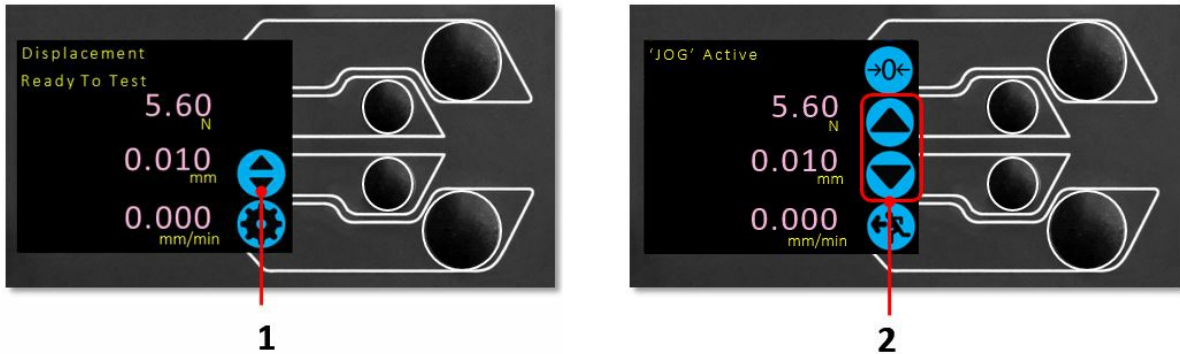 Displacement
Ready To Test
5.60
N
0.010
mm
0.000
mm/min
1
'JOG' Active
→0←
5.60
N
0.010
mm
0.000
mm/min
2